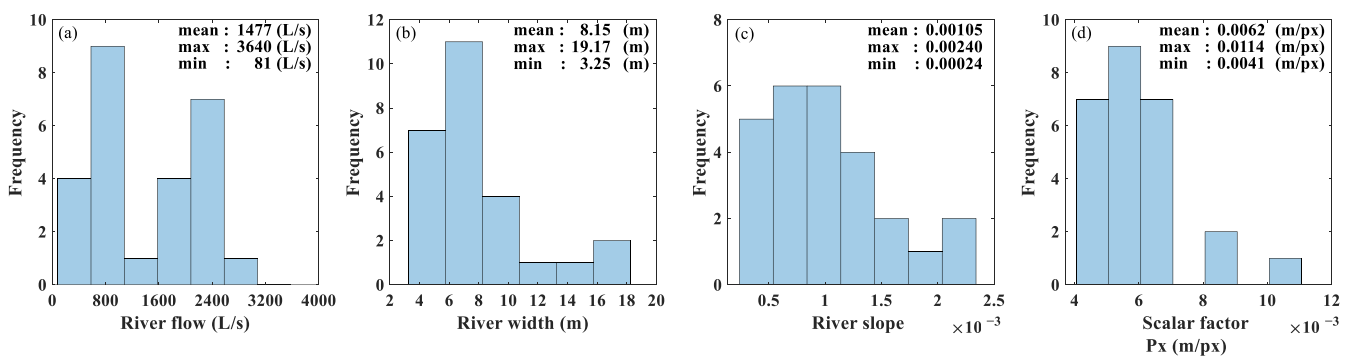 (a)
mean : 1477 (L/s)
max : 3640 (L/s)
min : 81 (L/s)
10
8
6
4
2
0
Frequency
0 800 1600 2400 3200 4000
River flow (L/s)
(b)
mean : 8.15 (m)
max : 19.17 (m)
min : 3.25 (m)
12
10
8
6
4
2
0
Frequency
2 4 6 8 10 12 14 16 18 20
River width (m)
(c)
mean : 0.00105
max : 0.00240
min : 0.00024
8
6
4
2
0
Frequency
0.5 1 1.5 2 2.5
River slope ×10⁻³
(d)
mean : 0.0062 (m/px)
max : 0.0114 (m/px)
min : 0.0041 (m/px)
10
8
6
4
2
0
Frequency
4 6 8 10 12
Scalar factor ×10⁻³
Px (m/px)